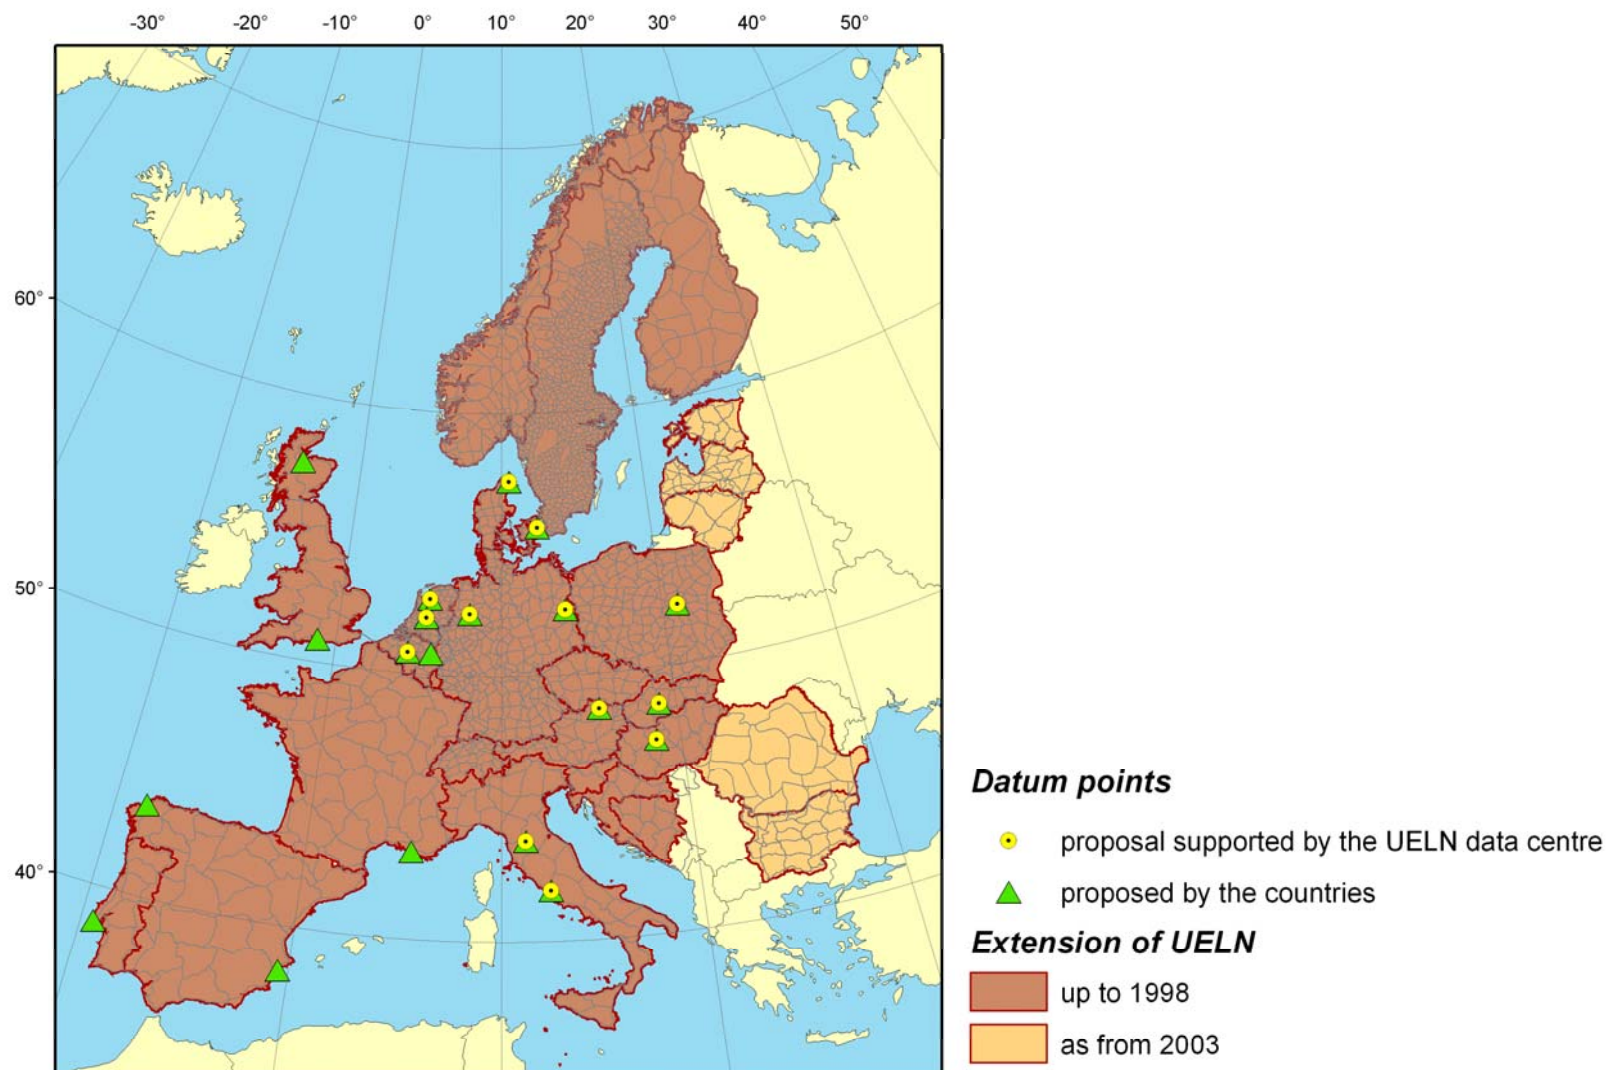 -30° -20° -10° 0° 10° 20° 30° 40° 50°
60°
50°
40°
Datum points
proposal supported by the UELN data centre
proposed by the countries
Extension of UELN
up to 1998
as from 2003